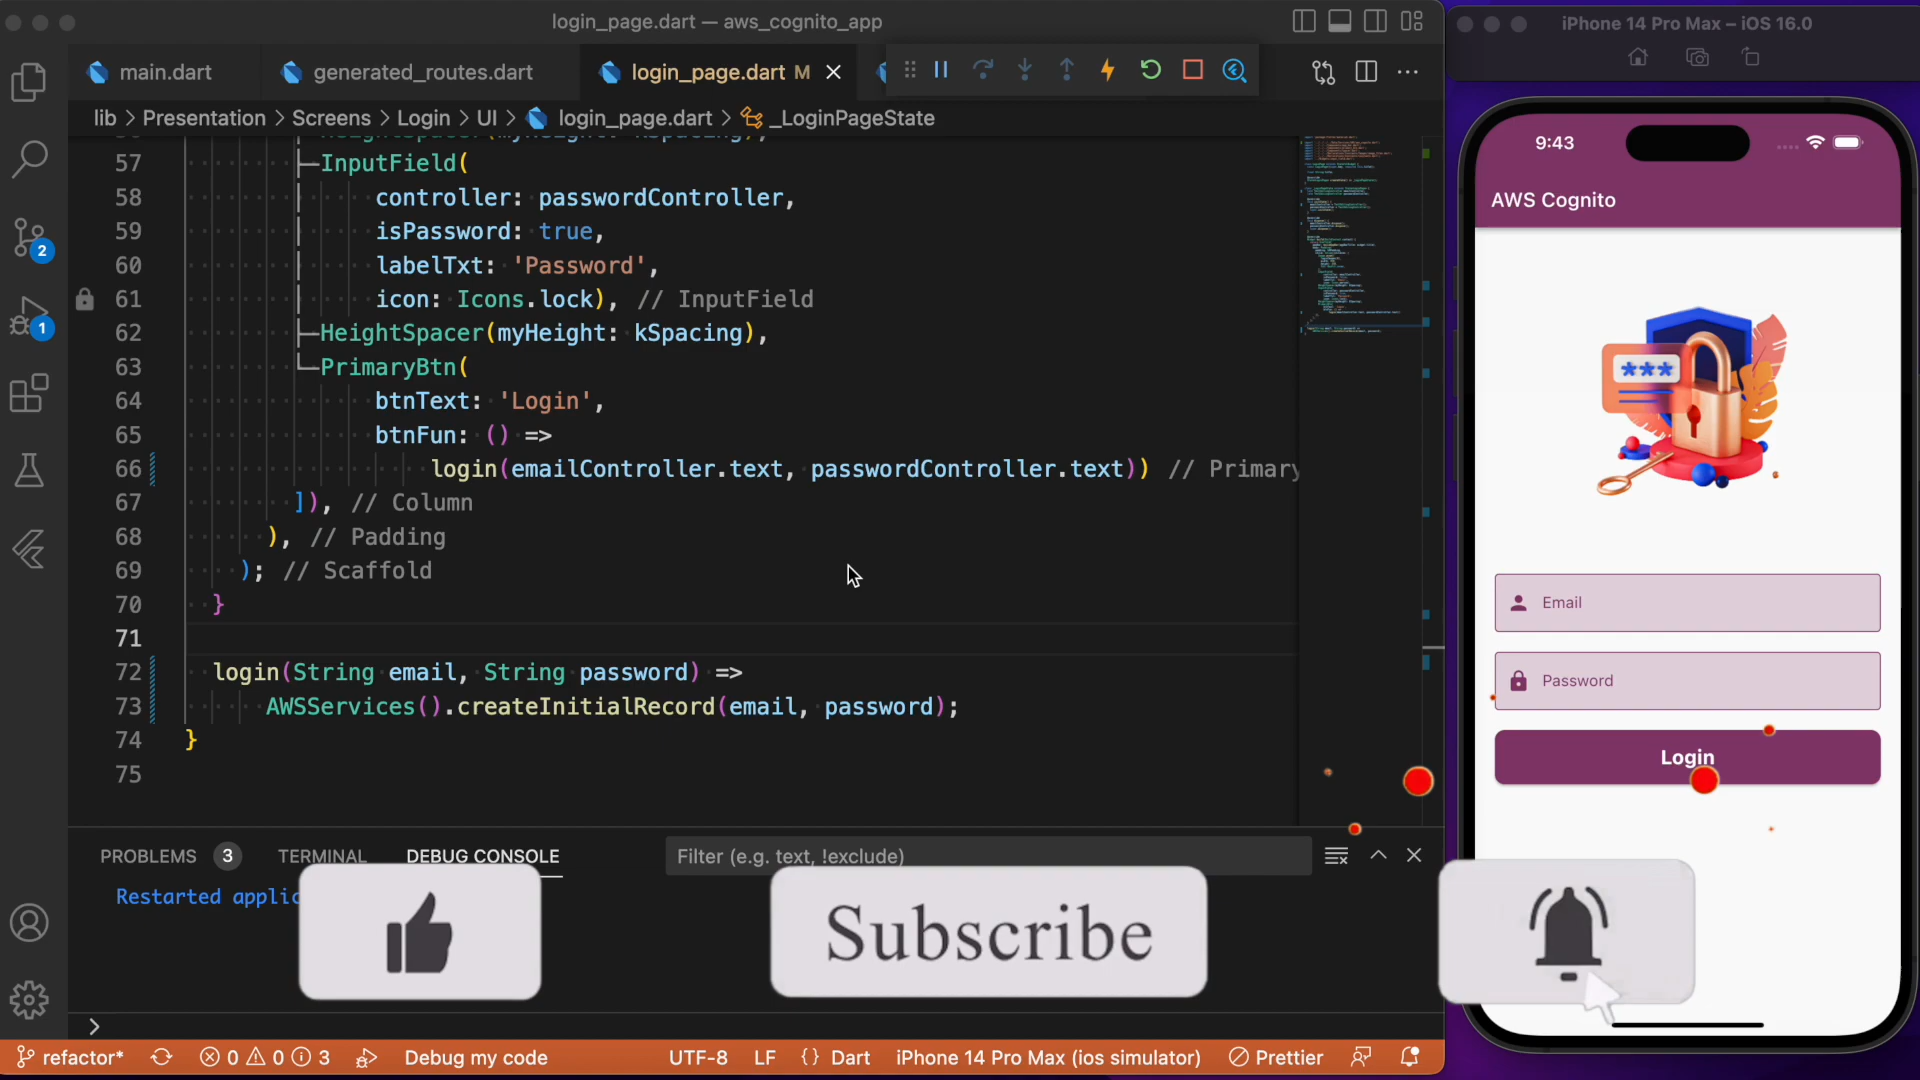 login_page.dart — aws_cognito_app
main.dart
generated_routes.dart
login_page.dart M
lib > Presentation > Screens > Login > UI > login_page.dart > _LoginPageState
57 InputField(
58 controller: passwordController,
59 isPassword: true,
60 labelTxt: 'Password',
61 icon: Icons.lock), // InputField
62 HeightSpacer(myHeight: kSpacing),
63 PrimaryBtn(
64 btnText: 'Login',
65 btnFun: () =>
66 login(emailController.text, passwordController.text)) // Primary
67 ]), // Column
68 ), // Padding
69 ); // Scaffold
70 }
71
72 login(String email, String password) =>
73 AWSServices().createInitialRecord(email, password);
74 }
75
PROBLEMS 3 TERMINAL DEBUG CONSOLE
Filter (e.g. text, !exclude)
Restarted applic
Subscribe
>
refactor* 0 0 3 Debug my code UTF-8 LF {} Dart iPhone 14 Pro Max (ios simulator) Prettier
2
1
iPhone 14 Pro Max – iOS 16.0
9:43
AWS Cognito
***
Email
Password
Login